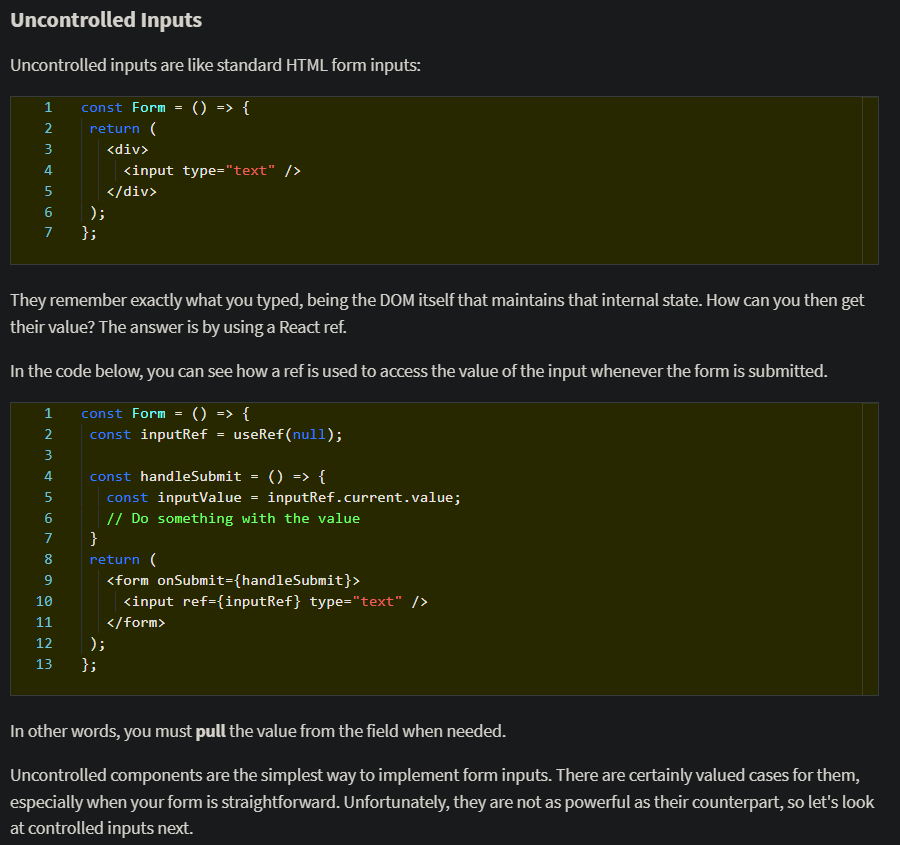 Uncontrolled Inputs
Uncontrolled inputs are like standard HTML form inputs:
1 const Form = () => {
2 return (
3 <div>
4 <input type="text" />
5 </div>
6 );
7 };
They remember exactly what you typed, being the DOM itself that maintains that internal state. How can you then get
their value? The answer is by using a React ref.
In the code below, you can see how a ref is used to access the value of the input whenever the form is submitted.
1 const Form = () => {
2 const inputRef = useRef(null);
3
4 const handleSubmit = () => {
5 const inputValue = inputRef.current.value;
6 // Do something with the value
7 }
8 return (
9 <form onSubmit={handleSubmit}>
10 <input ref={inputRef} type="text" />
11 </form>
12 );
13 };
In other words, you must pull the value from the field when needed.
Uncontrolled components are the simplest way to implement form inputs. There are certainly valued cases for them,
especially when your form is straightforward. Unfortunately, they are not as powerful as their counterpart, so let's look
at controlled inputs next.